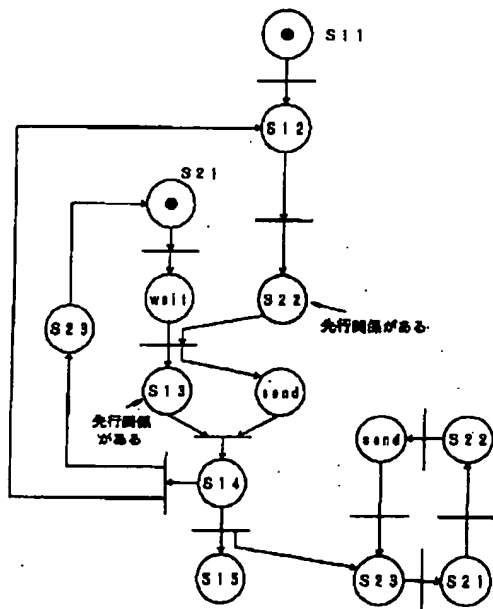 S11
S12
S21
wait
S22
S23
先行関係がある
S13
send
先行関係
がある
send
S22
S14
S15
S23
S21